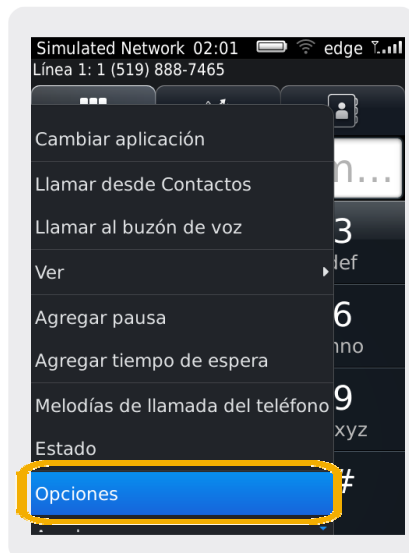 Simulated Network 02:01 edge
Línea 1: 1 (519) 888-7465
Cambiar aplicación
Llamar desde Contactos
Llamar al buzón de voz
3
Ver
def
Agregar pausa
6
Agregar tiempo de espera
mno
Melodías de llamada del teléfono
9
xyz
Estado
Opciones
#